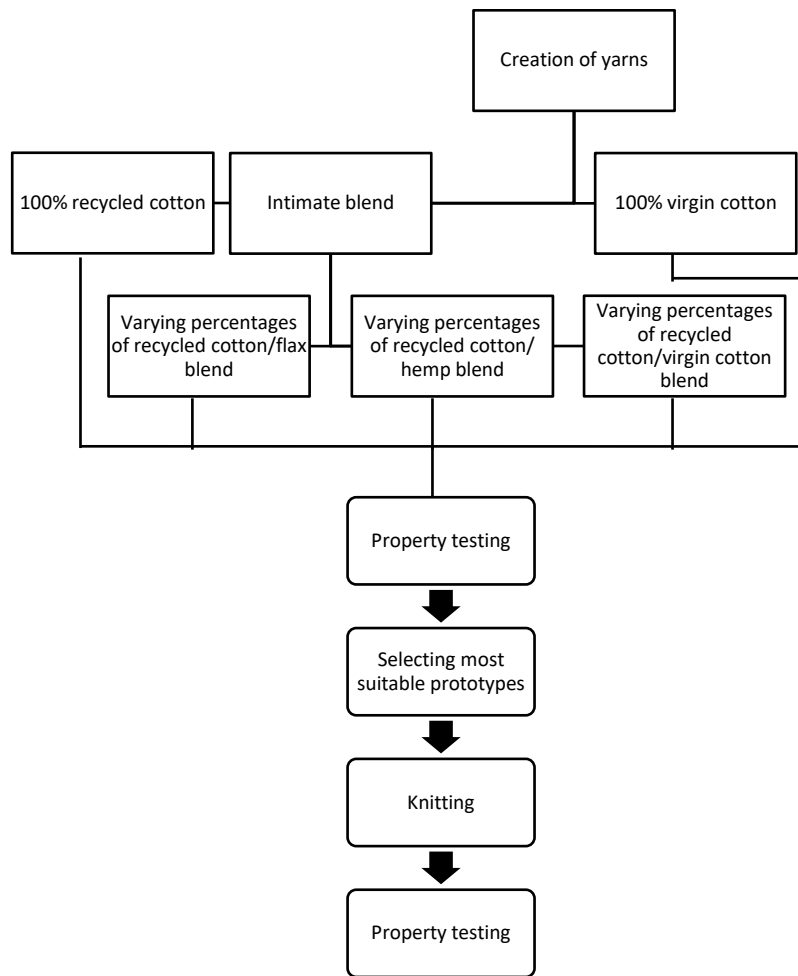 Creation of yarns
100% recycled cotton
Intimate blend
100% virgin cotton
Varying percentages
of recycled cotton/flax
blend
Varying percentages
of recycled cotton/
hemp blend
Varying percentages
of recycled
cotton/virgin cotton
blend
Property testing
Selecting most
suitable prototypes
Knitting
Property testing